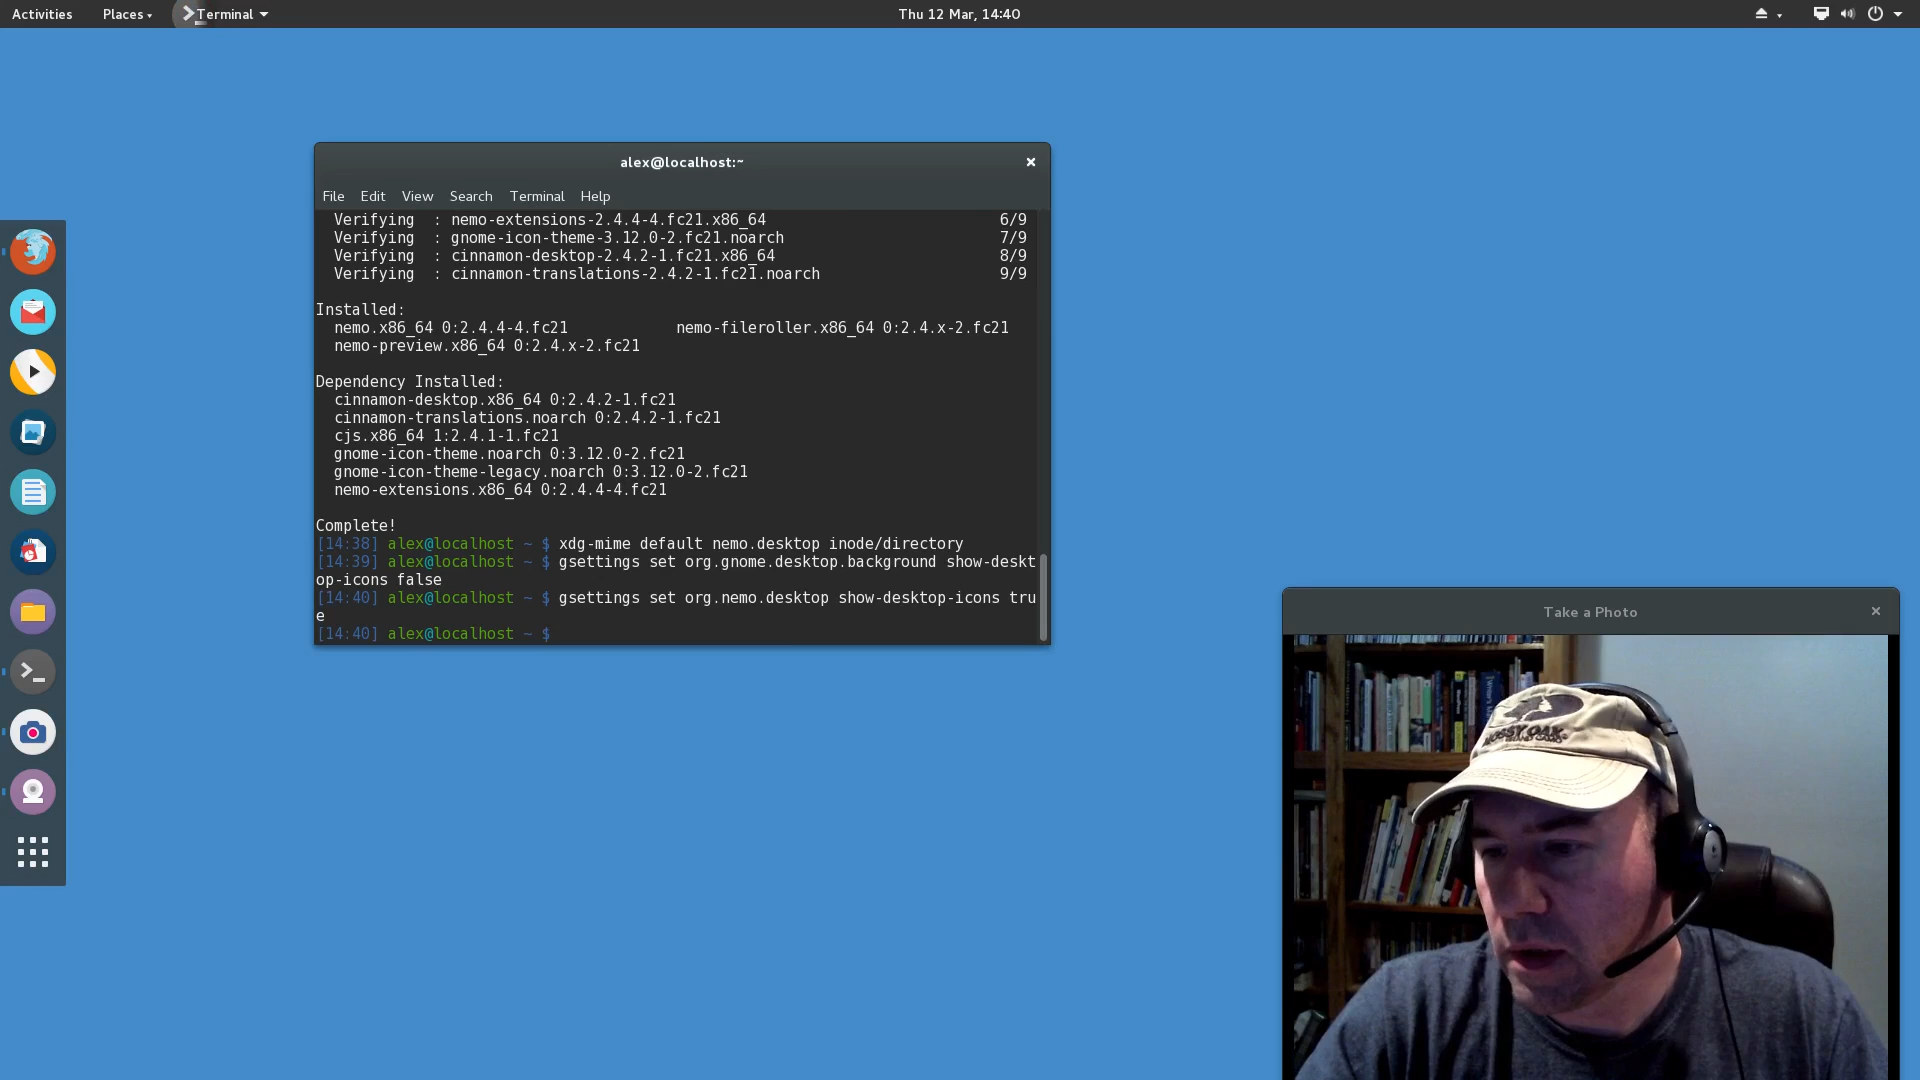 Activities Places Terminal Thu 12 Mar, 14:40
alex@localhost:~
File Edit View Search Terminal Help
Verifying : nemo-extensions-2.4.4-4.fc21.x86_64 6/9
Verifying : gnome-icon-theme-3.12.0-2.fc21.noarch 7/9
Verifying : cinnamon-desktop-2.4.2-1.fc21.x86_64 8/9
Verifying : cinnamon-translations-2.4.2-1.fc21.noarch 9/9
Installed:
nemo.x86_64 0:2.4.4-4.fc21 nemo-fileroller.x86_64 0:2.4.x-2.fc21
nemo-preview.x86_64 0:2.4.x-2.fc21
Dependency Installed:
cinnamon-desktop.x86_64 0:2.4.2-1.fc21
cinnamon-translations.noarch 0:2.4.2-1.fc21
cjs.x86_64 1:2.4.1-1.fc21
gnome-icon-theme.noarch 0:3.12.0-2.fc21
gnome-icon-theme-legacy.noarch 0:3.12.0-2.fc21
nemo-extensions.x86_64 0:2.4.4-4.fc21
Complete!
[14:38] alex@localhost ~ $ xdg-mime default nemo.desktop inode/directory
[14:39] alex@localhost ~ $ gsettings set org.gnome.desktop.background show-deskt
op-icons false
[14:40] alex@localhost ~ $ gsettings set org.nemo.desktop show-desktop-icons tru
e
[14:40] alex@localhost ~ $
Take a Photo
MOSSY OAK